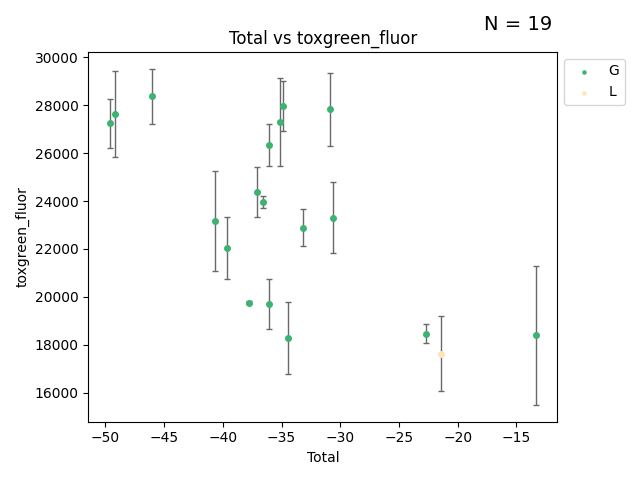 N = 19
Total vs toxgreen_fluor
G
L
30000
28000
26000
24000
22000
20000
18000
16000
toxgreen_fluor
−50 −45 −40 −35 −30 −25 −20 −15
Total